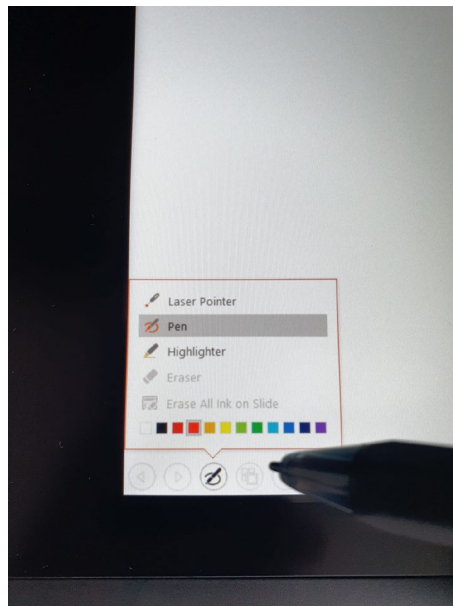 Laser Pointer
Pen
Highlighter
Eraser
Erase All Ink on Slide